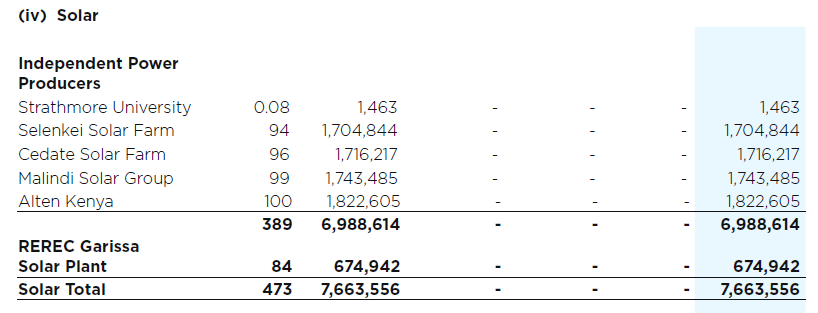 (iv) Solar
Independent Power
Producers
Strathmore University 0.08 1,463 - - - 1,463
Selenkei Solar Farm 94 1,704,844 - - - 1,704,844
Cedate Solar Farm 96 1,716,217 - - - 1,716,217
Malindi Solar Group 99 1,743,485 - - - 1,743,485
Alten Kenya 100 1,822,605 - - - 1,822,605
389 6,988,614 - - - 6,988,614
REREC Garissa
Solar Plant 84 674,942 - - - 674,942
Solar Total 473 7,663,556 - - - 7,663,556